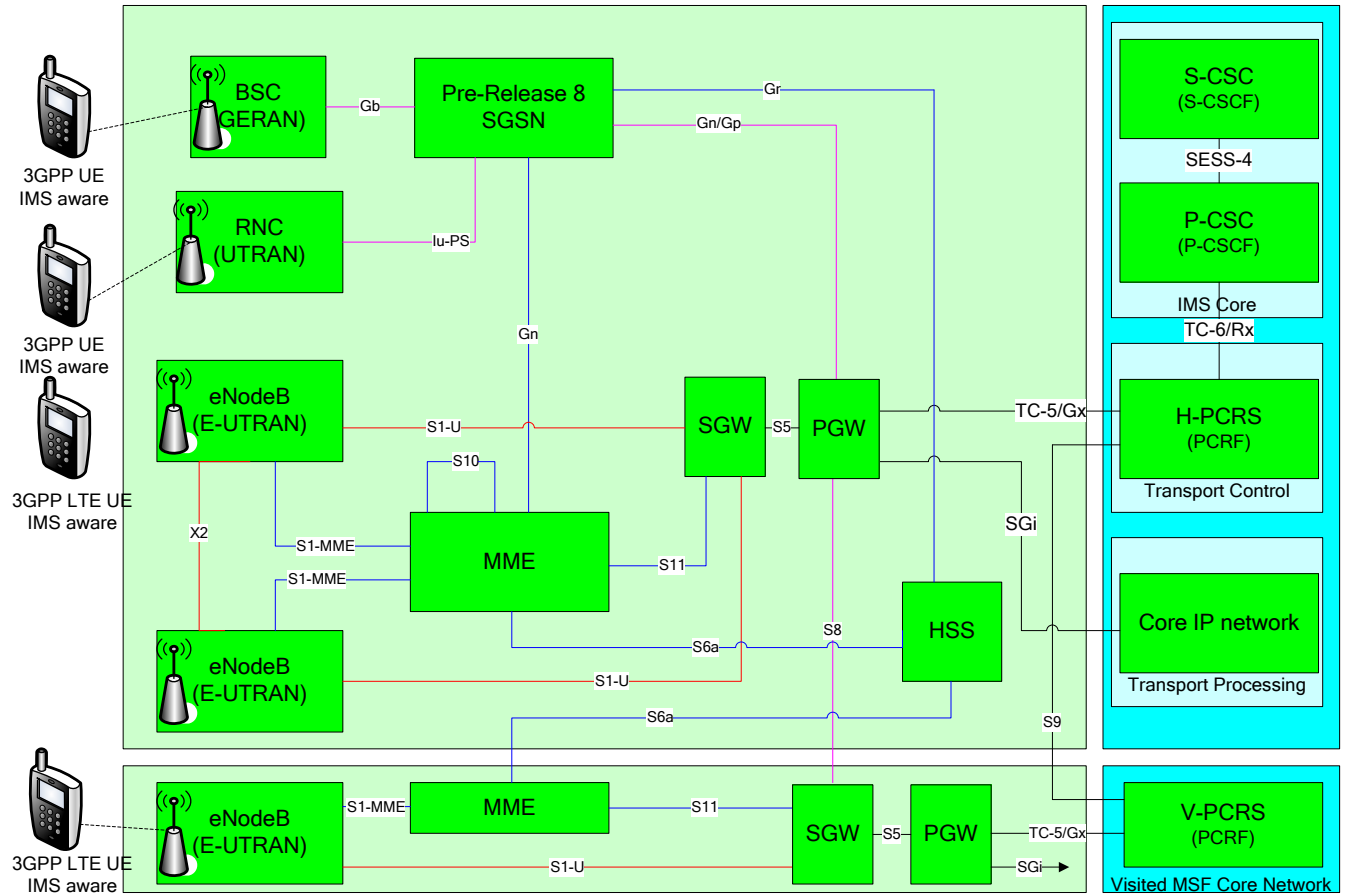 BSC
(GERAN)
Gb
Pre-Release 8
SGSN
Gr
Gn/Gp
S-CSC
(S-CSCF)
SESS-4
P-CSC
(P-CSCF)
IMS Core
TC-6/Rx
3GPP UE
IMS aware
RNC
(UTRAN)
Iu-PS
Gn
3GPP UE
IMS aware
eNodeB
(E-UTRAN)
S1-U
SGW
S5
PGW
TC-5/Gx
H-PCRS
(PCRF)
Transport Control
S10
3GPP LTE UE
IMS aware
X2
S1-MME
S1-MME
MME
S11
SGi
HSS
Core IP network
Transport Processing
S8
S6a
eNodeB
(E-UTRAN)
S1-U
S6a
S9
eNodeB
(E-UTRAN)
S1-MME
MME
S11
S1-U
SGW
S5
PGW
TC-5/Gx
SGi
V-PCRS
(PCRF)
Visited MSF Core Network
3GPP LTE UE
IMS aware